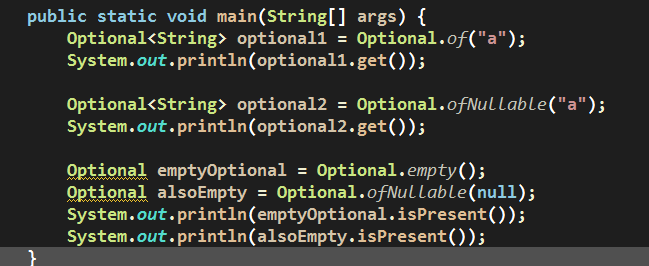 public static void main(String[] args) {
    Optional<String> optional1 = Optional.of("a");
    System.out.println(optional1.get());

    Optional<String> optional2 = Optional.ofNullable("a");
    System.out.println(optional2.get());

    Optional emptyOptional = Optional.empty();
    Optional alsoEmpty = Optional.ofNullable(null);
    System.out.println(emptyOptional.isPresent());
    System.out.println(alsoEmpty.isPresent());
}